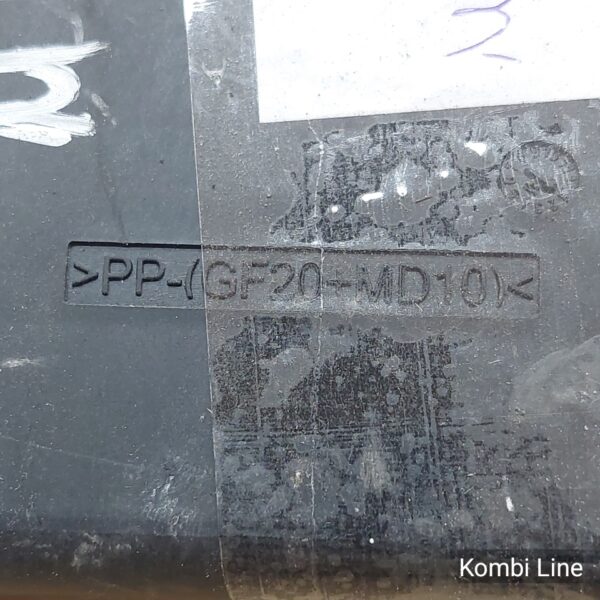 >PP-(GF20+MD10)<
Kombi Line